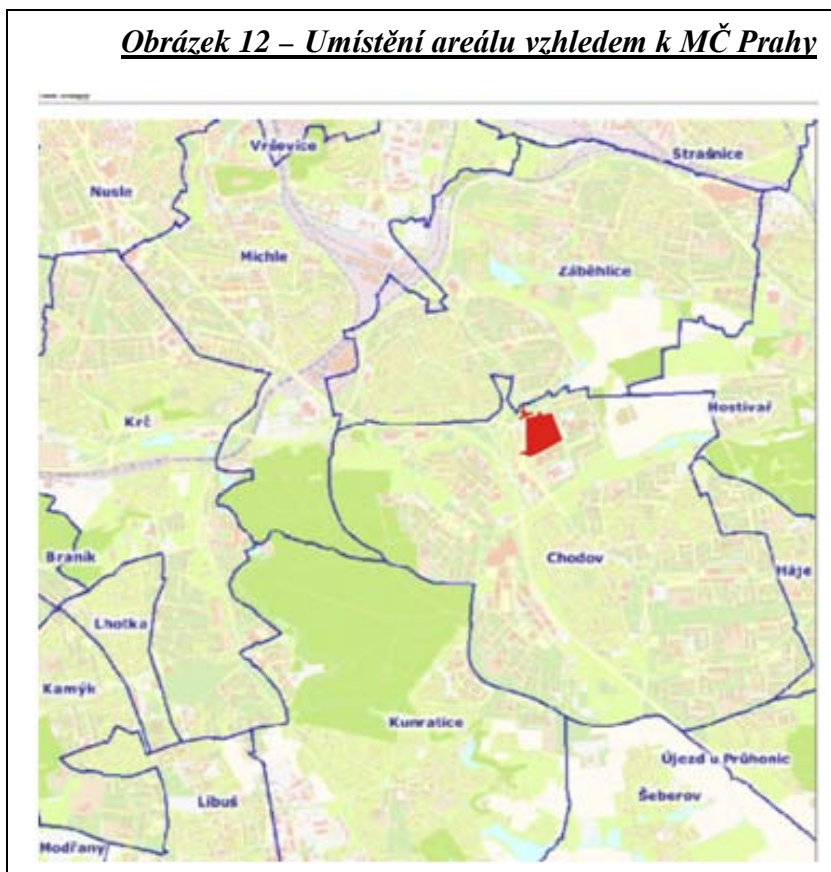 Obrázek 12 – Umístění areálu vzhledem k MČ Prahy
Vršovice
Strašnice
Nusle
Michle
Záběhlice
Krč
Hostivař
Chodov
Braník
Háje
Lhotka
Kamýk
Kunratice
Újezd u Průhonic
Šeberov
Libuš
Modřany